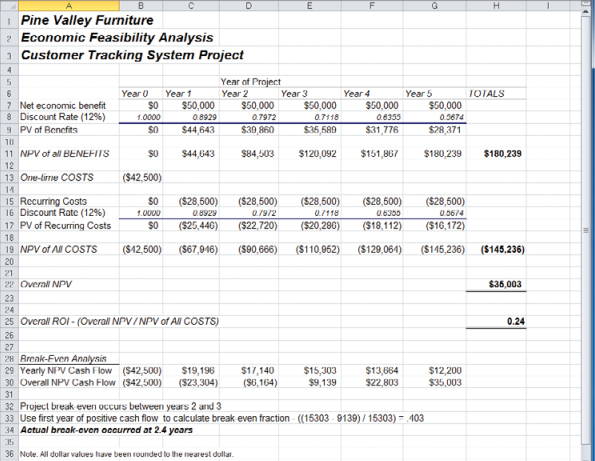 A B C D E F G H I
1 Pine Valley Furniture
2 Economic Feasibility Analysis
3 Customer Tracking System Project
4
5 Year of Project
6 Year 0 Year 1 Year 2 Year 3 Year 4 Year 5 TOTALS
7 Net economic benefit $0 $50,000 $50,000 $50,000 $50,000 $50,000
8 Discount Rate (12%) 1.0000 0.8929 0.7972 0.7118 0.6355 0.5674
9 PV of Benefits $0 $44,643 $39,860 $35,589 $31,776 $28,371
10
11 NPV of all BENEFITS $0 $44,643 $84,503 $120,092 $151,867 $180,239 $180,239
12
13 One-time COSTS ($42,500)
14
15 Recurring Costs $0 ($28,500) ($28,500) ($28,500) ($28,500) ($28,500)
16 Discount Rate (12%) 1.0000 0.8929 0.7972 0.7118 0.6355 0.5674
17 PV of Recurring Costs $0 ($25,446) ($22,720) ($20,286) ($18,112) ($16,172)
18
19 NPV of All COSTS ($42,500) ($67,946) ($90,666) ($110,952) ($129,064) ($145,236) ($145,236)
20
21
22 Overall NPV $35,003
23
24
25 Overall ROI - (Overall NPV / NPV of All COSTS) 0.24
26
27
28 Break-Even Analysis
29 Yearly NPV Cash Flow ($42,500) $19,196 $17,140 $15,303 $13,664 $12,200
30 Overall NPV Cash Flow ($42,500) ($23,304) ($6,164) $9,139 $22,803 $35,003
31
32 Project break-even occurs between years 2 and 3
33 Use first year of positive cash flow to calculate break-even fraction - ((15303 - 9139) / 15303) = .403
34 Actual break-even occurred at 2.4 years
35
36 Note: All dollar values have been rounded to the nearest dollar.